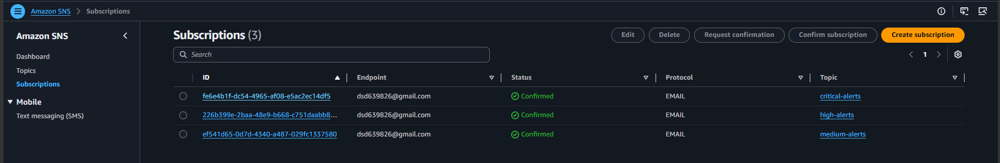 Amazon SNS > Subscriptions
Amazon SNS
Dashboard
Topics
Subscriptions
Mobile
Text messaging (SMS)
Subscriptions (3)
Edit Delete Request confirmation Confirm subscription Create subscription
Search
1
ID Endpoint Status Protocol Topic
fe6e4b1f-dc54-4965-af08-e5ac2ec14df5 dsd639826@gmail.com Confirmed EMAIL critical-alerts
226b399e-2baa-48e9-b668-c751daabb8... dsd639826@gmail.com Confirmed EMAIL high-alerts
ef541d65-0d7d-4340-a487-029fc1337580 dsd639826@gmail.com Confirmed EMAIL medium-alerts